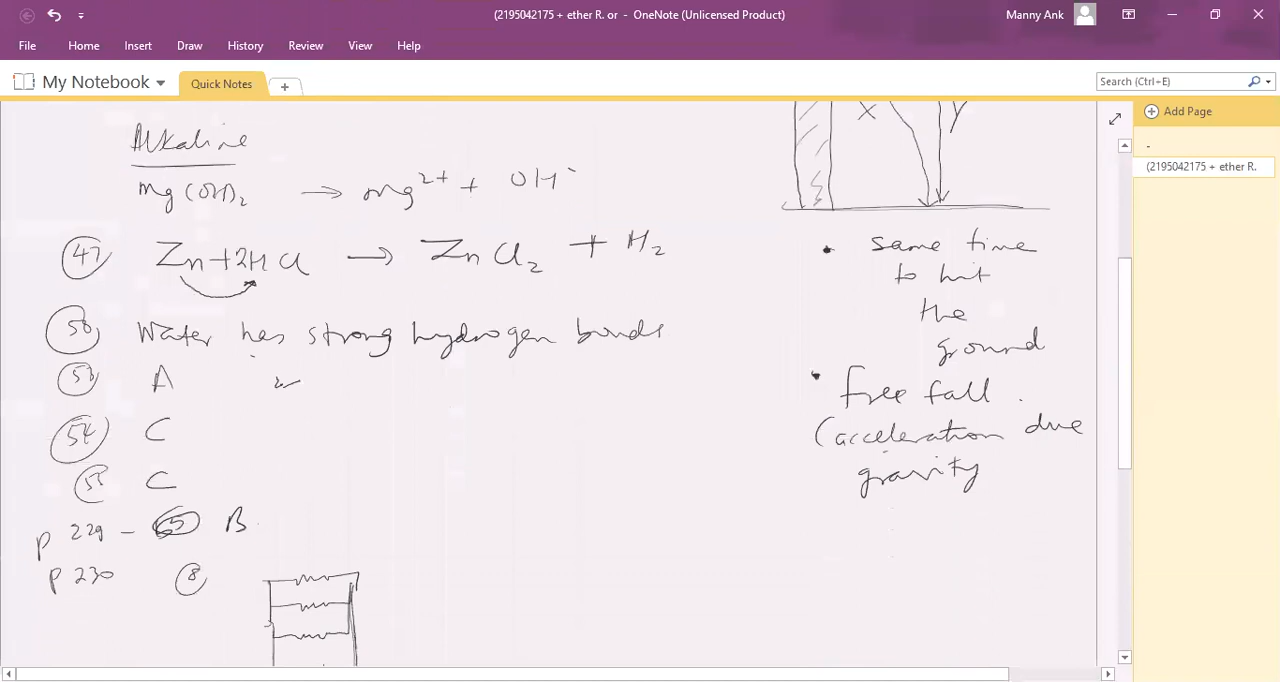 (2195042175 + ether R. or - OneNote (Unlicensed Product)
Manny Ank
File Home Insert Draw History Review View Help
My Notebook
Quick Notes
Search (Ctrl+E)
Add Page
-
(2195042175 + ether R.
Alkaline
Mg(OH)₂ → Mg²⁺ + OH⁻
47 Zn + 2HCl → ZnCl₂ + H₂
50 Water has strong hydrogen bonds
53 A
54 C
55 C
p 229 - 65 B
p 230 8
X Y
• same time
to hit
the
ground
• free fall.
(acceleration due
gravity